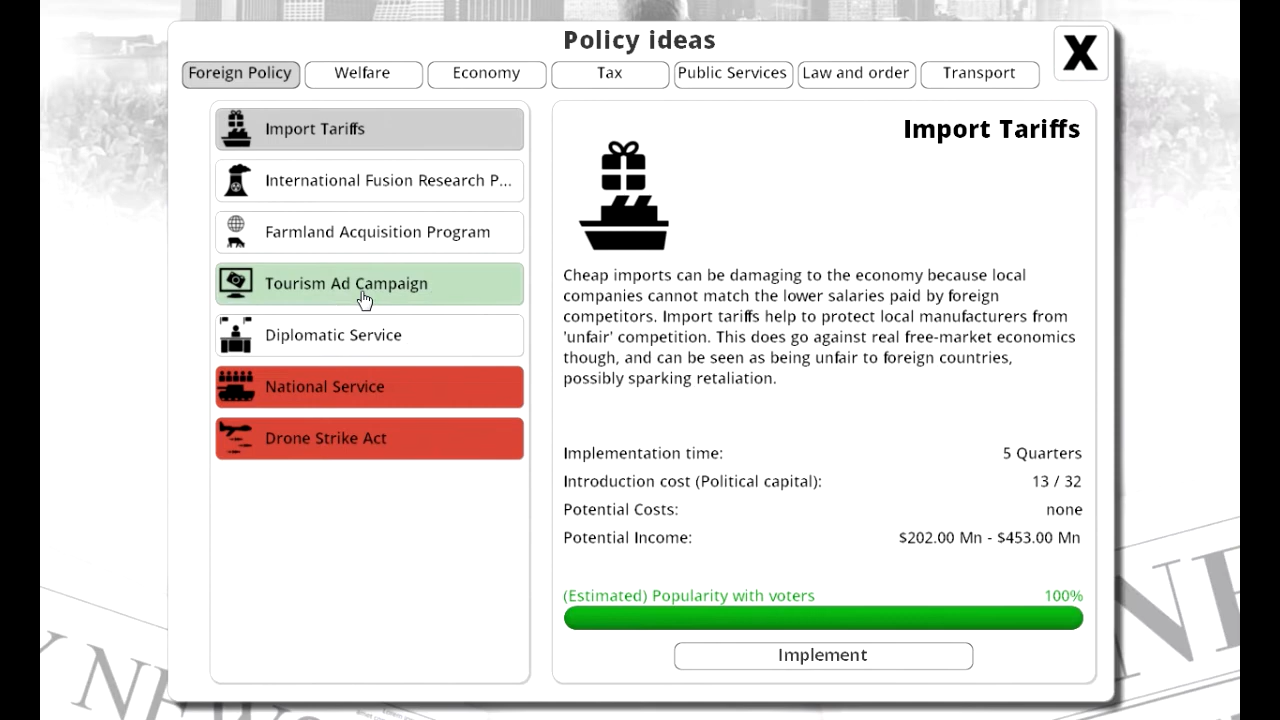 Policy ideas
X
Foreign Policy
Welfare
Economy
Tax
Public Services
Law and order
Transport
Import Tariffs
International Fusion Research P...
Farmland Acquisition Program
Tourism Ad Campaign
Diplomatic Service
National Service
Drone Strike Act
Import Tariffs
Cheap imports can be damaging to the economy because local
companies cannot match the lower salaries paid by foreign
competitors. Import tariffs help to protect local manufacturers from
'unfair' competition. This does go against real free-market economics
though, and can be seen as being unfair to foreign countries,
possibly sparking retaliation.
Implementation time: 5 Quarters
Introduction cost (Political capital): 13 / 32
Potential Costs: none
Potential Income: $202.00 Mn - $453.00 Mn
(Estimated) Popularity with voters 100%
Implement